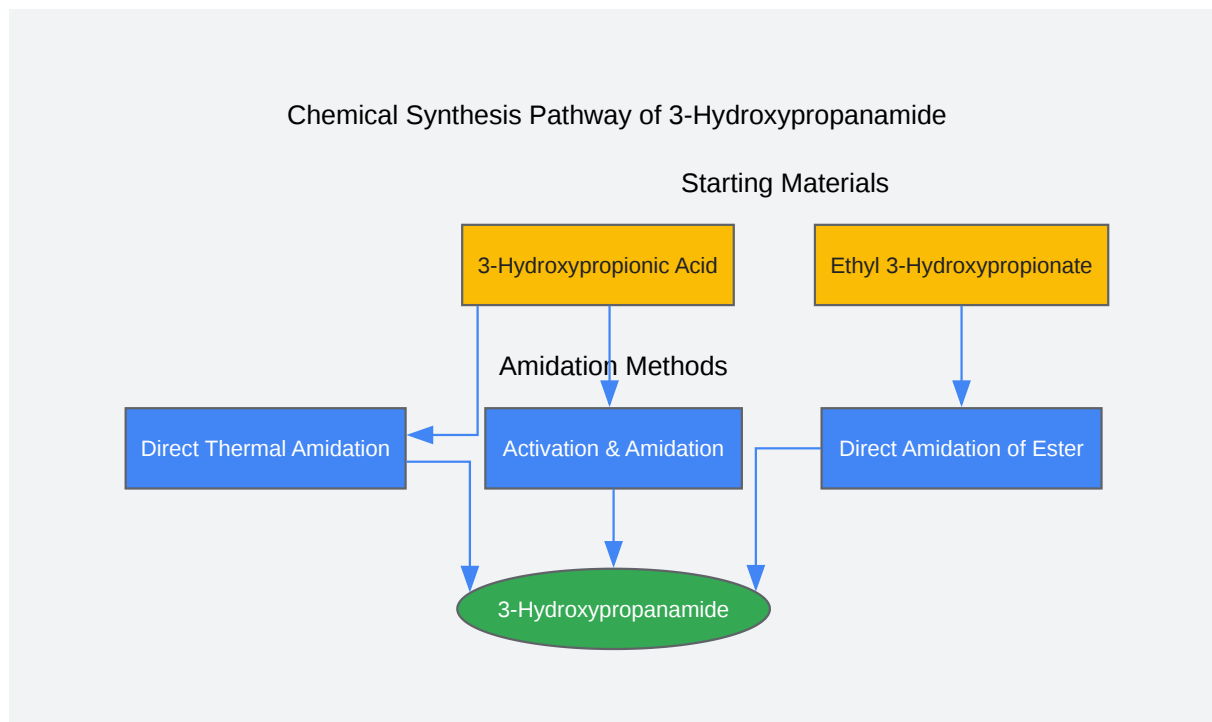 Chemical Synthesis Pathway of 3-Hydroxypropanamide
Starting Materials
3-Hydroxypropionic Acid
Ethyl 3-Hydroxypropionate
Amidation Methods
Direct Thermal Amidation
Activation & Amidation
Direct Amidation of Ester
3-Hydroxypropanamide